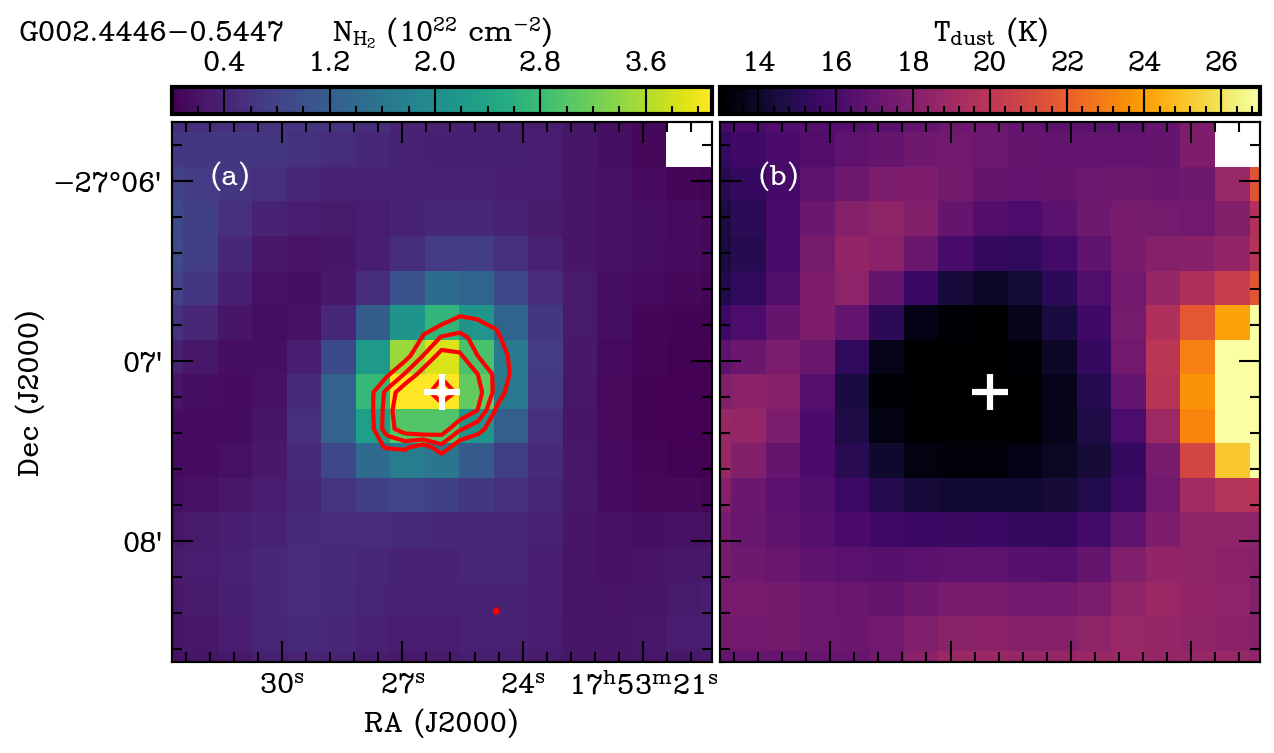 G002.4446−0.5447 N_H₂ (10²² cm⁻²) T_dust (K)
0.4 1.2 2.0 2.8 3.6 14 16 18 20 22 24 26
(a) (b)
−27°06'
07'
08'
Dec (J2000)
30ˢ 27ˢ 24ˢ 17ʰ53ᵐ21ˢ
RA (J2000)